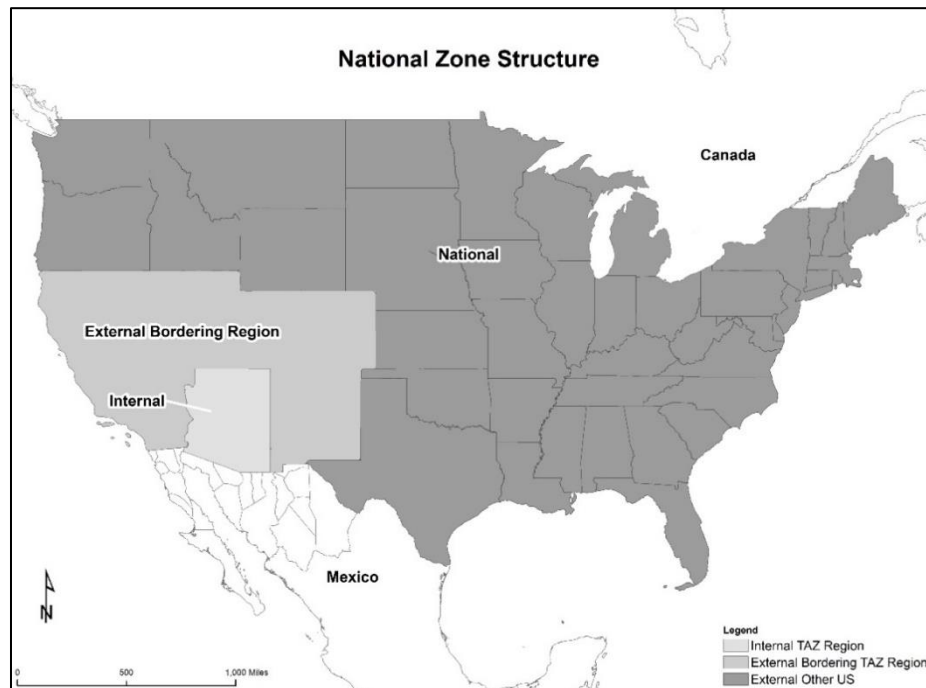 National Zone Structure
Canada
National
External Bordering Region
Internal
Mexico
N
0 500 1,000 Miles
Legend
Internal TAZ Region
External Bordering TAZ Region
External Other US